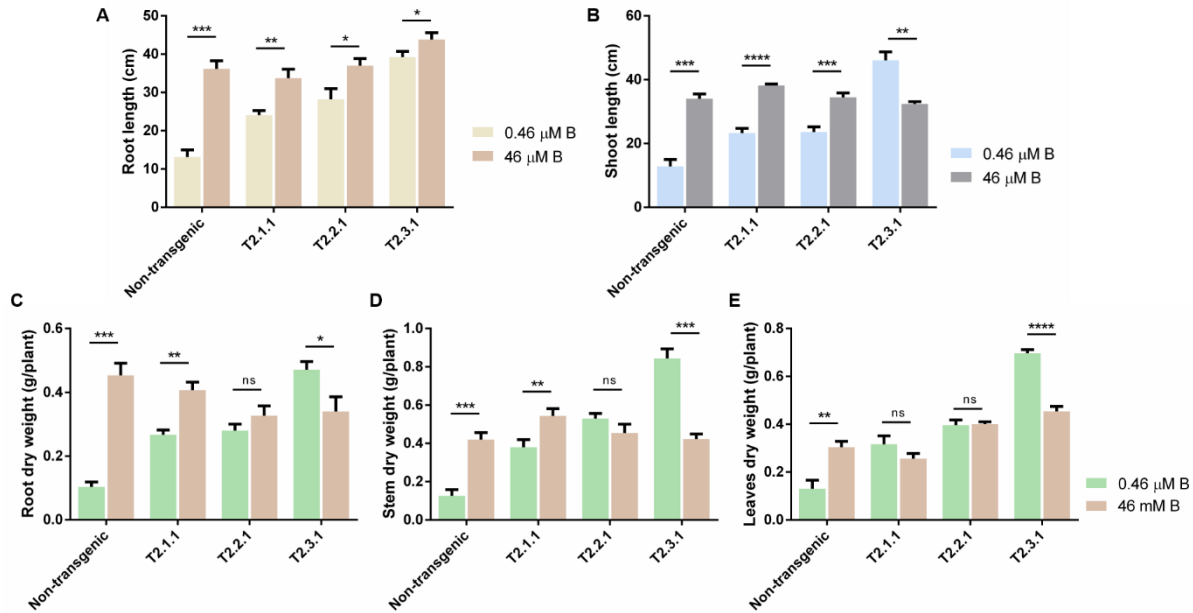 A
Root length (cm)
50
40
30
20
10
0
***
**
*
*
Non-transgenic
T2.1.1
T2.2.1
T2.3.1
0.46 μM B
46 μM B
B
Shoot length (cm)
60
40
20
0
***
****
***
**
Non-transgenic
T2.1.1
T2.2.1
T2.3.1
0.46 μM B
46 μM B
C
Root dry weight (g/plant)
0.6
0.4
0.2
0.0
***
**
ns
*
Non-transgenic
T2.1.1
T2.2.1
T2.3.1
D
Stem dry weight (g/plant)
1.0
0.8
0.6
0.4
0.2
0.0
***
**
ns
***
Non-transgenic
T2.1.1
T2.2.1
T2.3.1
E
Leaves dry weight (g/plant)
0.8
0.6
0.4
0.2
0.0
**
ns
ns
****
Non-transgenic
T2.1.1
T2.2.1
T2.3.1
0.46 μM B
46 mM B